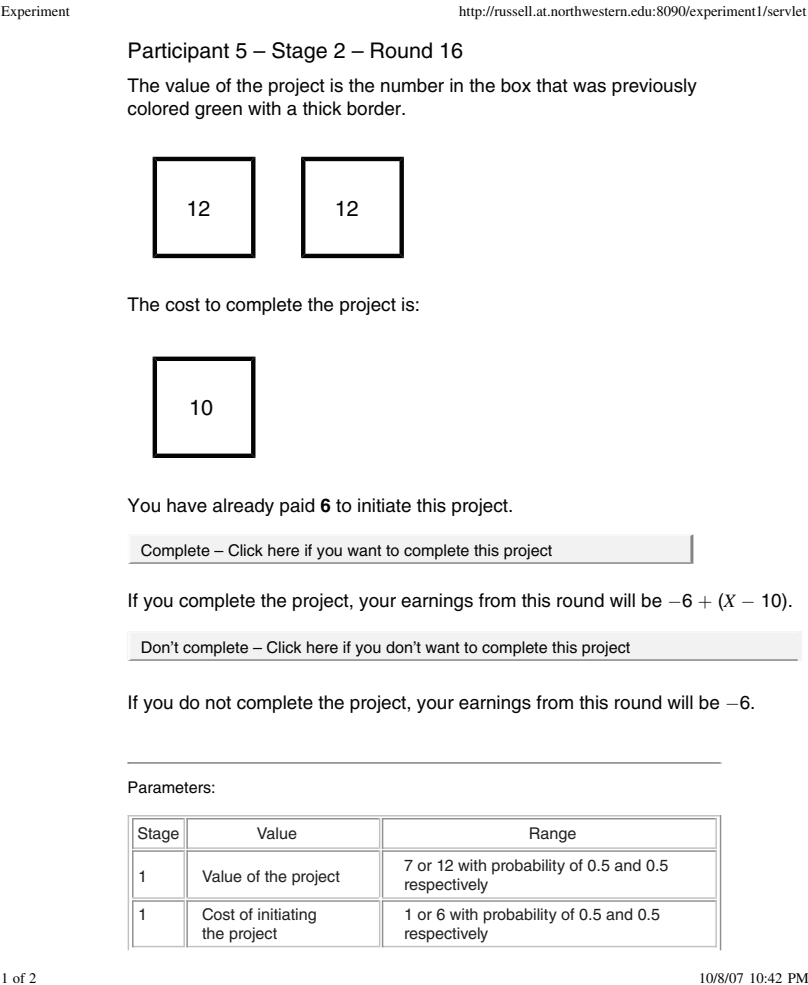 Experiment http://russell.at.northwestern.edu:8090/experiment1/servlet
Participant 5 – Stage 2 – Round 16
The value of the project is the number in the box that was previously
colored green with a thick border.
12 12
The cost to complete the project is:
10
You have already paid 6 to initiate this project.
Complete – Click here if you want to complete this project
If you complete the project, your earnings from this round will be −6 + (X − 10).
Don't complete – Click here if you don't want to complete this project
If you do not complete the project, your earnings from this round will be −6.
Parameters:
Stage Value Range
1 Value of the project 7 or 12 with probability of 0.5 and 0.5
respectively
1 Cost of initiating 1 or 6 with probability of 0.5 and 0.5
the project respectively
1 of 2 10/8/07 10:42 PM